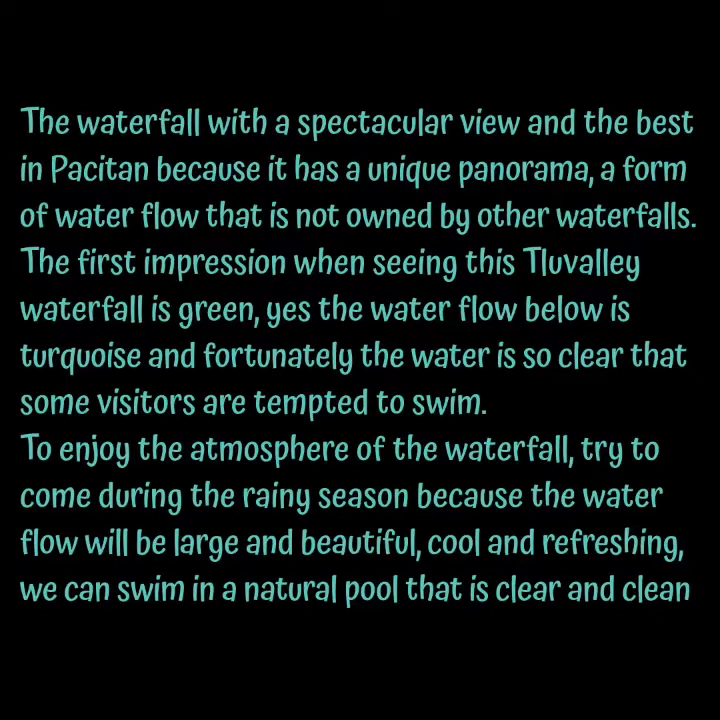 The waterfall with a spectacular view and the best
in Pacitan because it has a unique panorama, a form
of water flow that is not owned by other waterfalls.
The first impression when seeing this Tluvalley
waterfall is green, yes the water flow below is
turquoise and fortunately the water is so clear that
some visitors are tempted to swim.
To enjoy the atmosphere of the waterfall, try to
come during the rainy season because the water
flow will be large and beautiful, cool and refreshing,
we can swim in a natural pool that is clear and clean